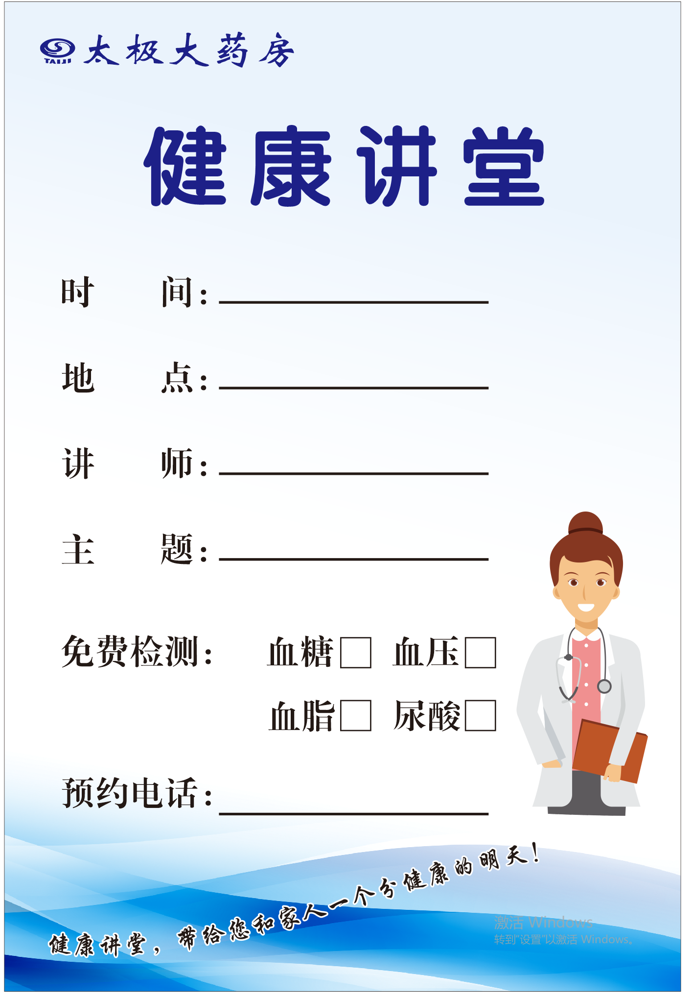 TAIJI 太极大药房
健康讲堂
时 间：
地 点：
讲 师：
主 题：
免费检测： 血糖□ 血压□
血脂□ 尿酸□
预约电话：
健康讲堂，带给您和家人一个分健康的明天！
激活 Windows
转到“设置”以激活 Windows。